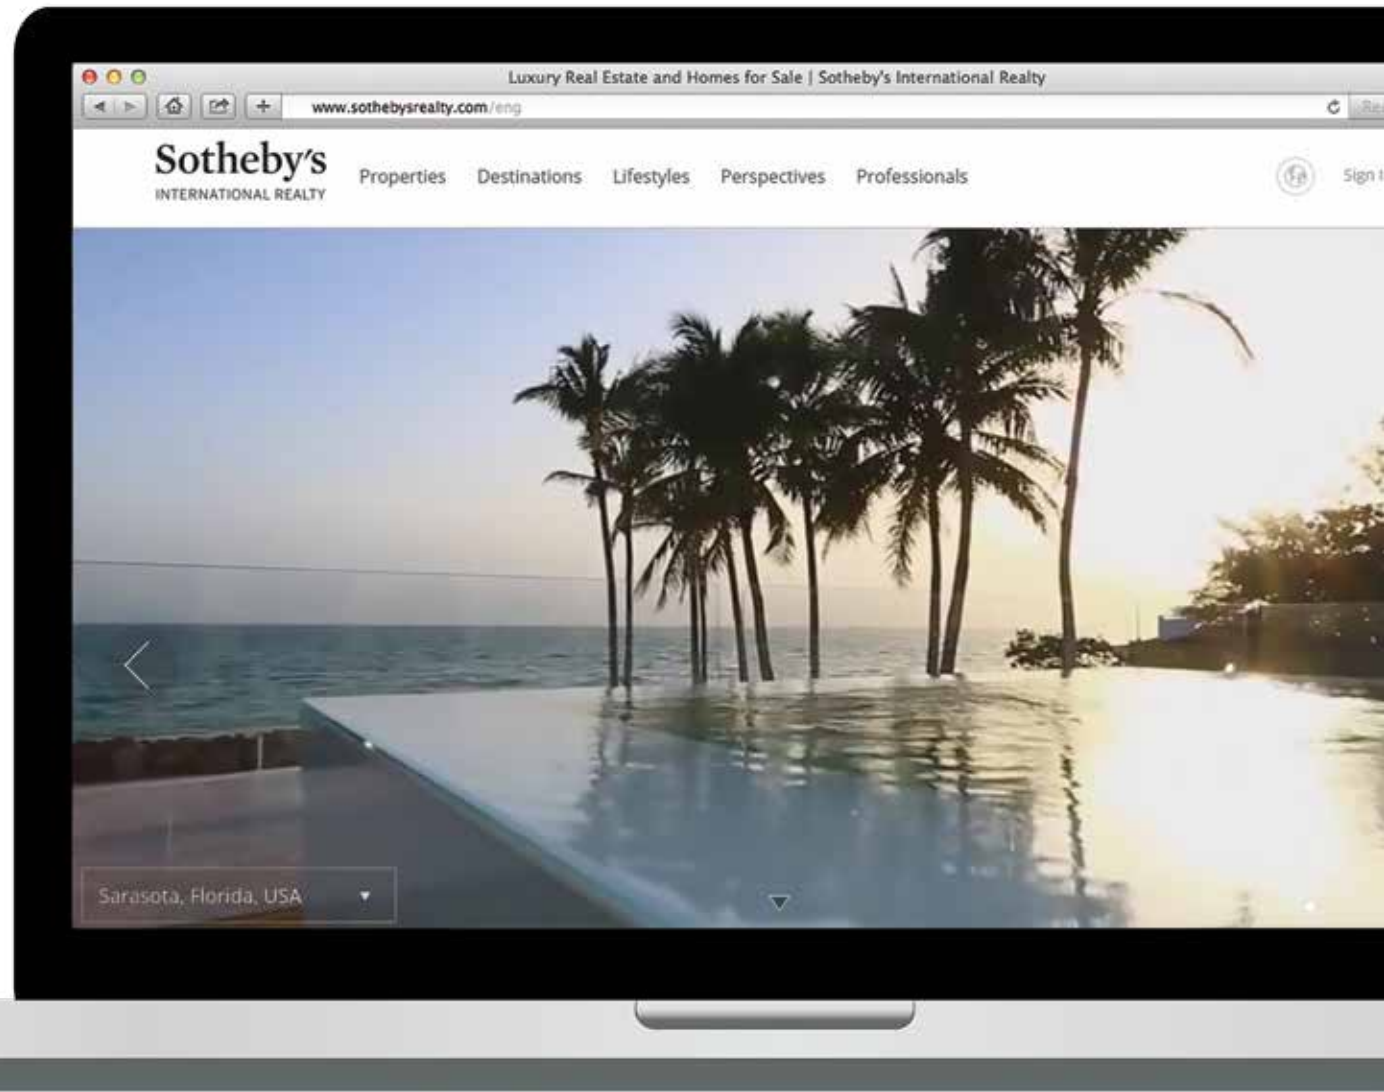 Luxury Real Estate and Homes for Sale | Sotheby's International Realty
www.sothebysrealty.com/eng
Sotheby's
INTERNATIONAL REALTY
Properties Destinations Lifestyles Perspectives Professionals
Sign
Sarasota, Florida, USA